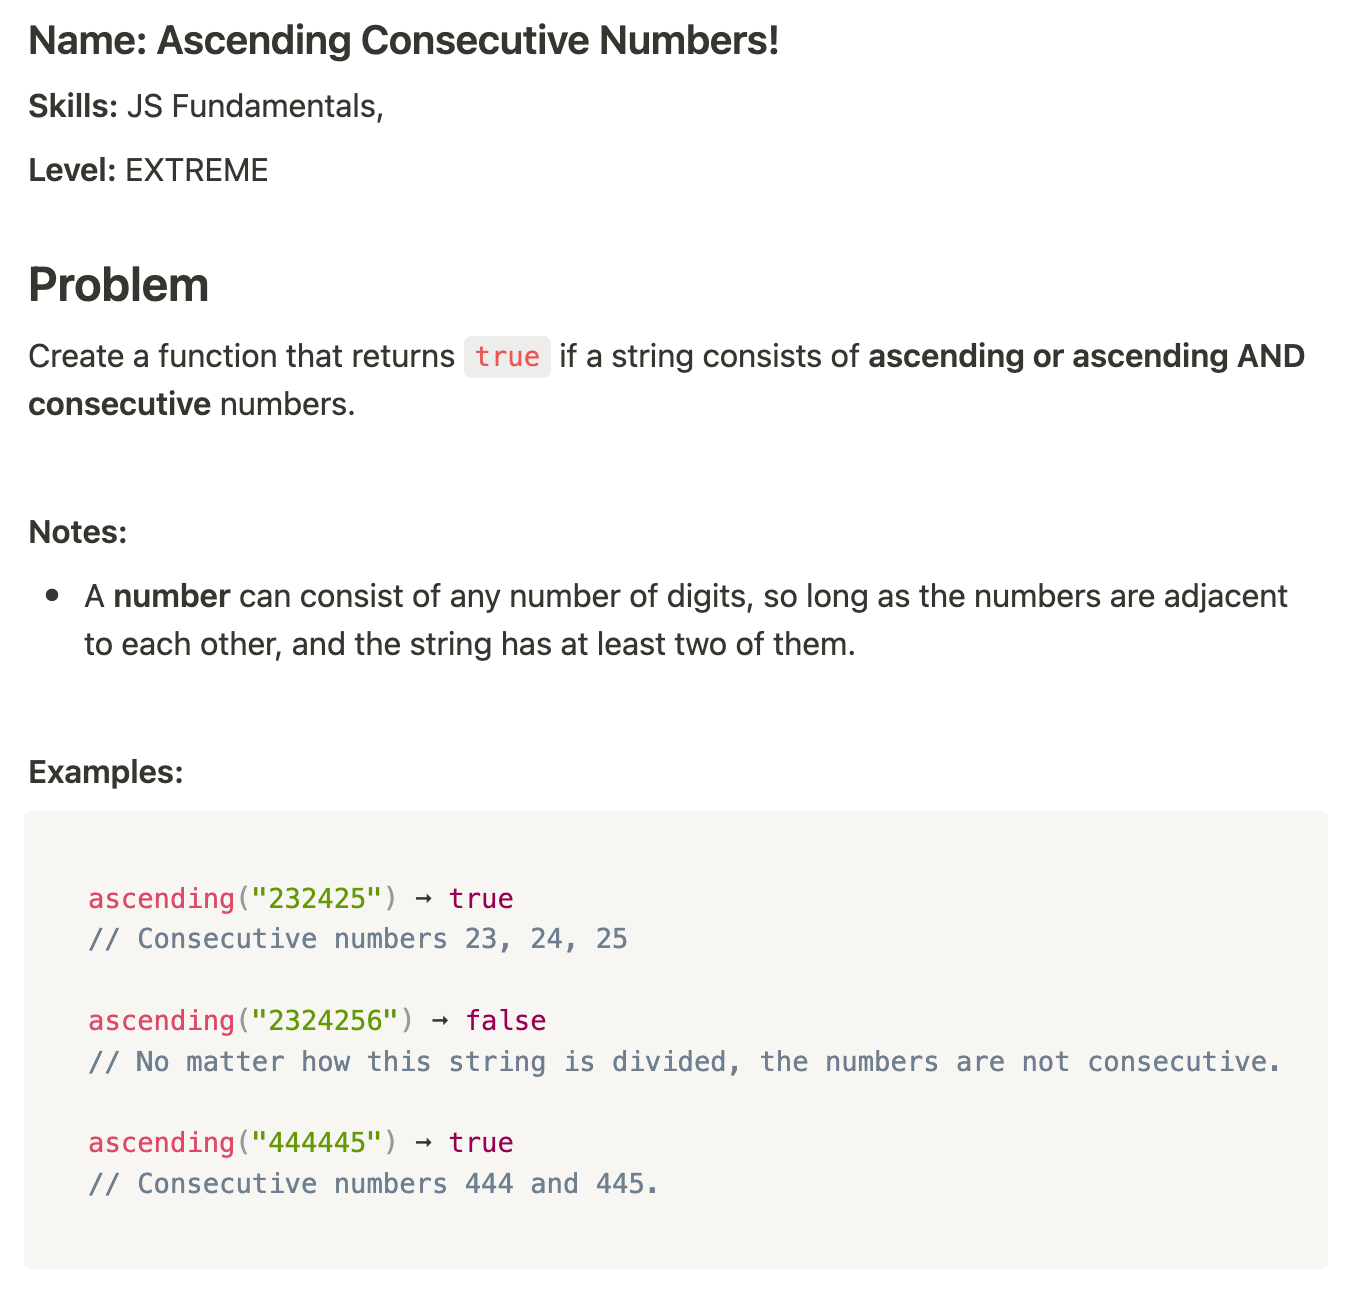 Name: Ascending Consecutive Numbers!
Skills: JS Fundamentals,
Level: EXTREME
Problem
Create a function that returns true if a string consists of ascending or ascending AND
consecutive numbers.
Notes:
• A number can consist of any number of digits, so long as the numbers are adjacent
to each other, and the string has at least two of them.
Examples:
ascending("232425") → true
// Consecutive numbers 23, 24, 25
ascending("2324256") → false
// No matter how this string is divided, the numbers are not consecutive.
ascending("444445") → true
// Consecutive numbers 444 and 445.